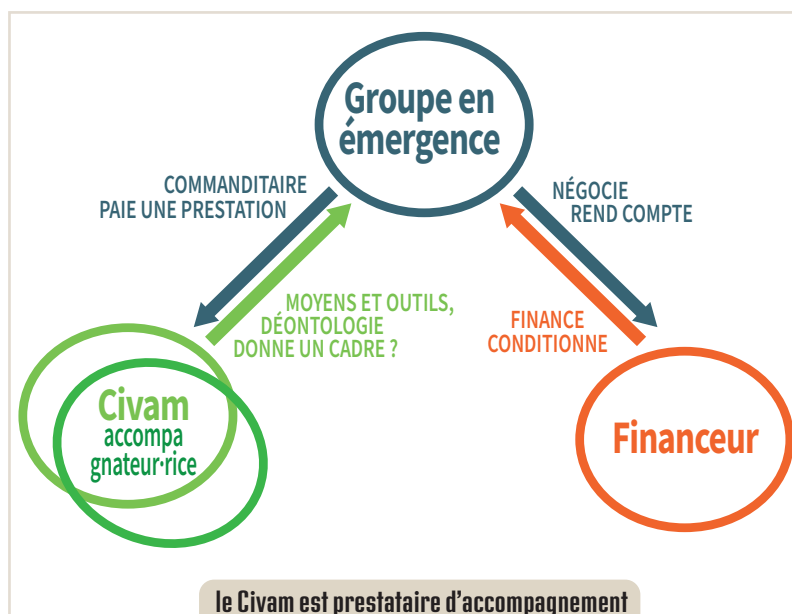 Groupe en
émergence
COMMANDITAIRE
PAIE UNE PRESTATION
NÉGOCIE
REND COMPTE
MOYENS ET OUTILS,
DÉONTOLOGIE
DONNE UN CADRE ?
FINANCE
CONDITIONNE
Civam
accompa
gnateur·rice
Financeur
le Civam est prestataire d'accompagnement